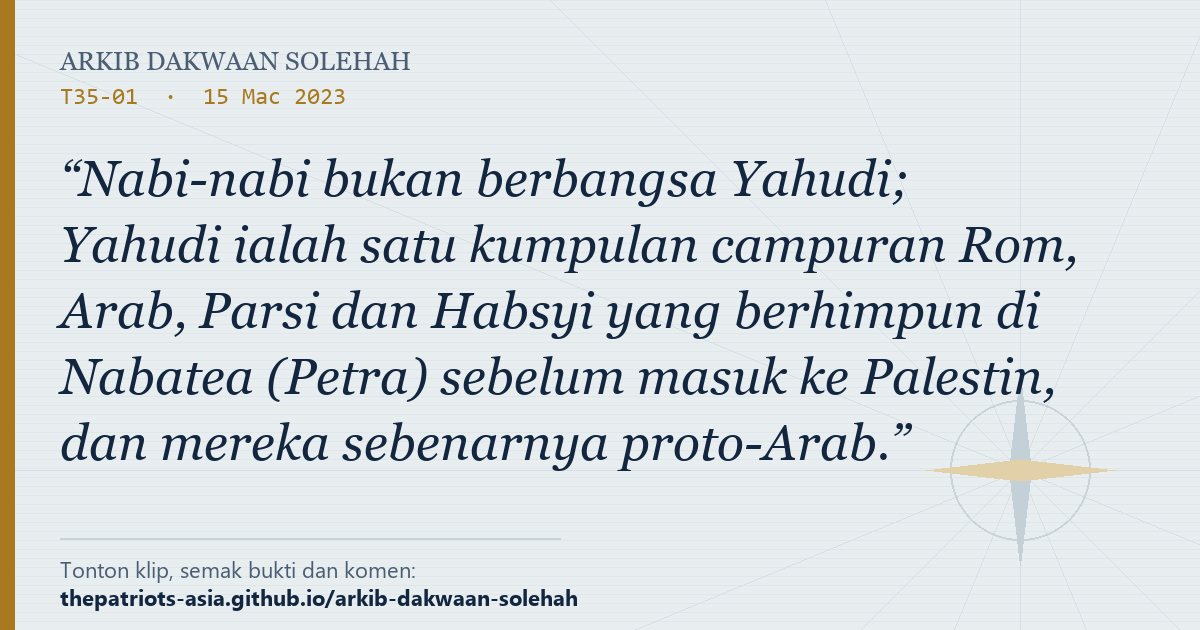 ARKIB DAKWAAN SOLEHAH
T35-01 · 15 Mac 2023
“Nabi-nabi bukan berbangsa Yahudi;
Yahudi ialah satu kumpulan campuran Rom,
Arab, Parsi dan Habsyi yang berhimpun di
Nabatea (Petra) sebelum masuk ke Palestin,
dan mereka sebenarnya proto-Arab.”
Tonton klip, semak bukti dan komen:
thepatriots-asia.github.io/arkib-dakwaan-solehah